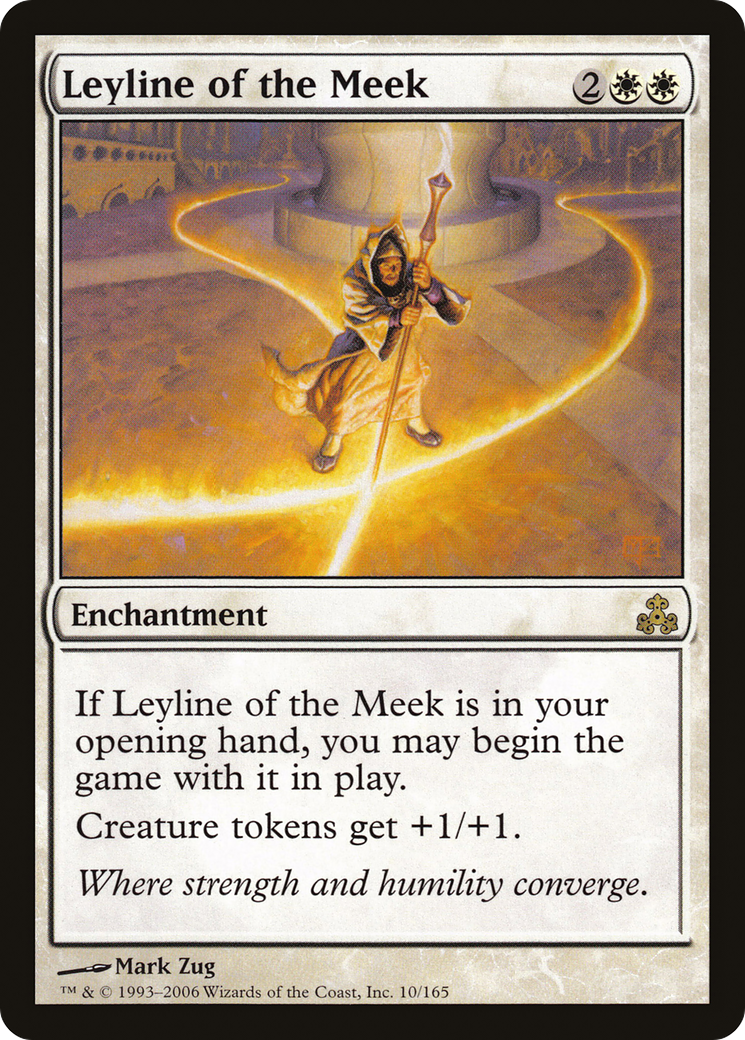 Leyline of the Meek 2
Enchantment
If Leyline of the Meek is in your
opening hand, you may begin the
game with it in play.
Creature tokens get +1/+1.
Where strength and humility converge.
Mark Zug
™ & © 1993–2006 Wizards of the Coast, Inc. 10/165